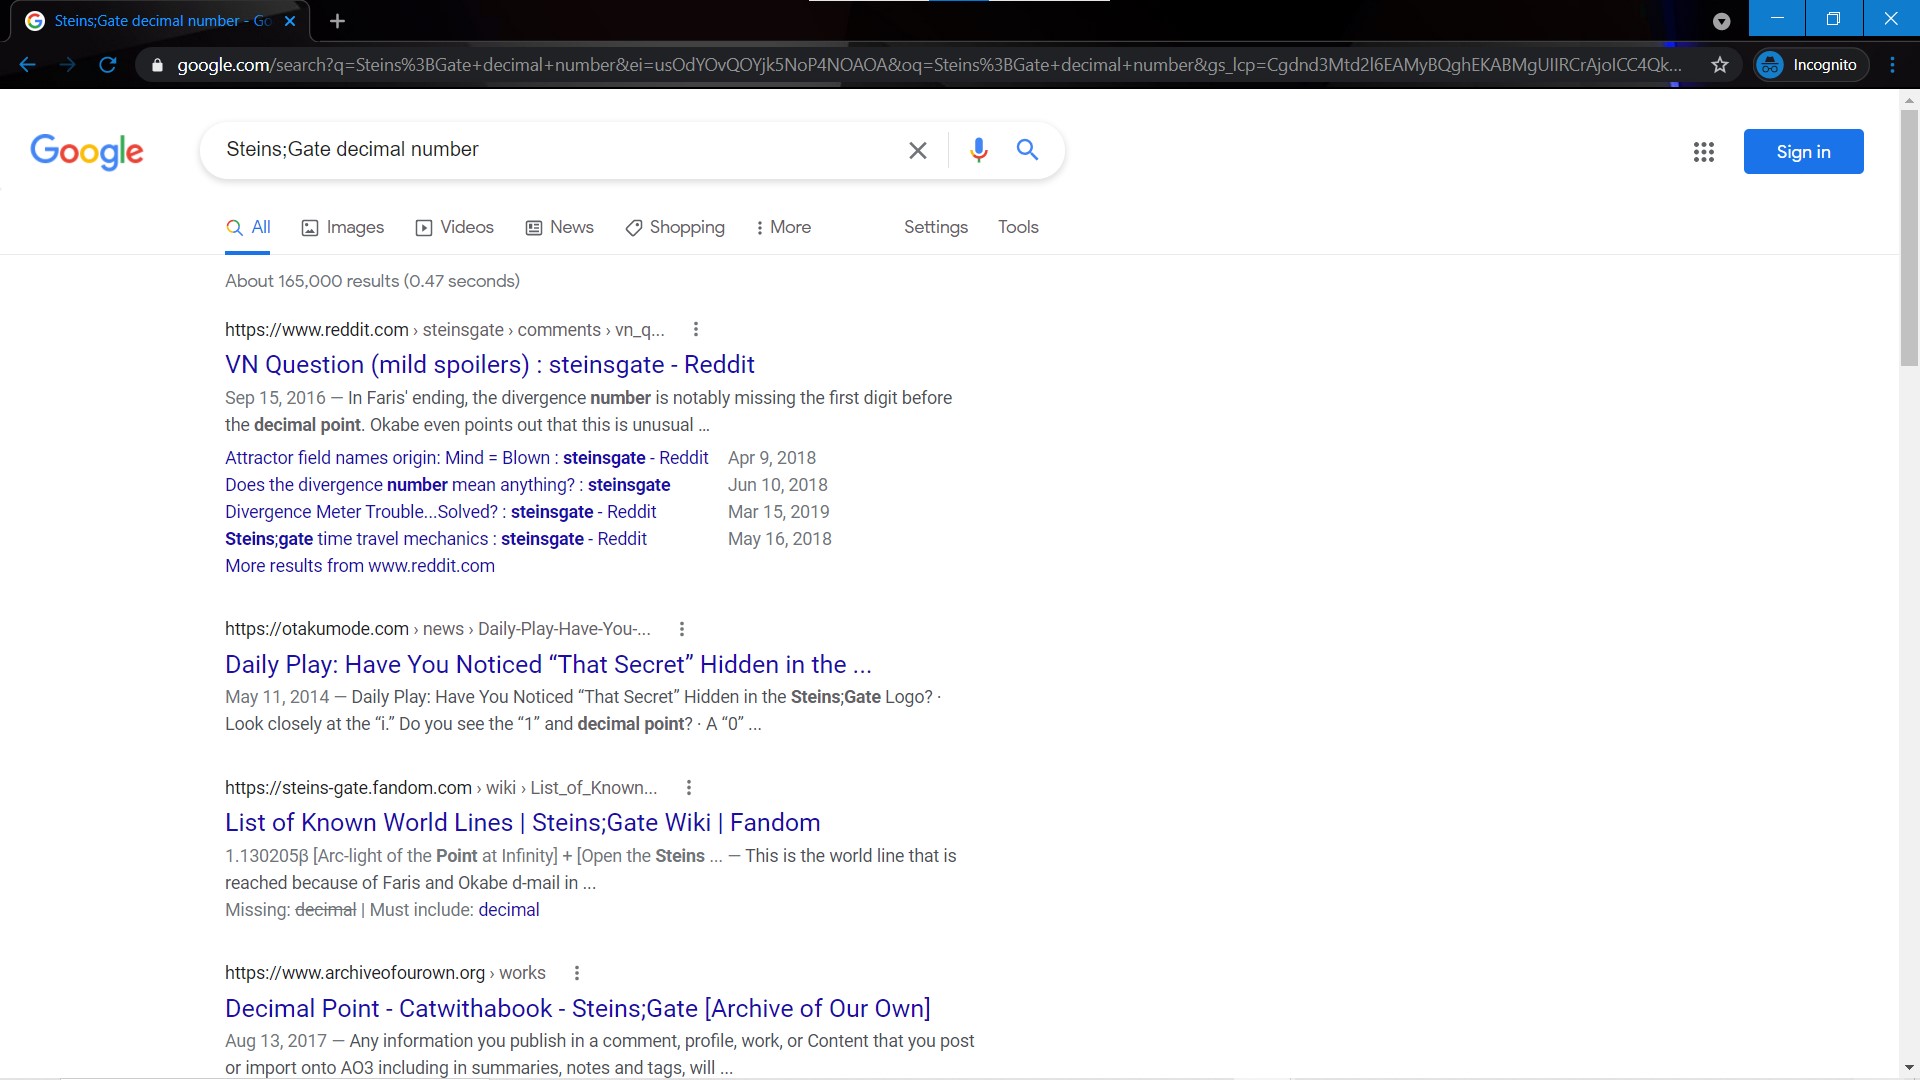 Steins;Gate decimal number - Go
google.com/search?q=Steins%3BGate+decimal+number&ei=usOdYOvQOYjk5NoP4NOAOA&oq=Steins%3BGate+decimal+number&gs_lcp=Cgdnd3Mtd2l6EAMyBQghEKABMgUIIRCrAjoICC4Qk...
Incognito
Google
Steins;Gate decimal number
Sign in
All Images Videos News Shopping More Settings Tools
About 165,000 results (0.47 seconds)
https://www.reddit.com › steinsgate › comments › vn_q...
VN Question (mild spoilers) : steinsgate - Reddit
Sep 15, 2016 — In Faris' ending, the divergence number is notably missing the first digit before
the decimal point. Okabe even points out that this is unusual ...
Attractor field names origin: Mind = Blown : steinsgate - Reddit Apr 9, 2018
Does the divergence number mean anything? : steinsgate Jun 10, 2018
Divergence Meter Trouble...Solved? : steinsgate - Reddit Mar 15, 2019
Steins;gate time travel mechanics : steinsgate - Reddit May 16, 2018
More results from www.reddit.com
https://otakumode.com › news › Daily-Play-Have-You-...
Daily Play: Have You Noticed “That Secret” Hidden in the ...
May 11, 2014 — Daily Play: Have You Noticed “That Secret” Hidden in the Steins;Gate Logo? ·
Look closely at the “i.” Do you see the “1” and decimal point? · A “0” ...
https://steins-gate.fandom.com › wiki › List_of_Known...
List of Known World Lines | Steins;Gate Wiki | Fandom
1.130205β [Arc-light of the Point at Infinity] + [Open the Steins ... — This is the world line that is
reached because of Faris and Okabe d-mail in ...
Missing: decimal | Must include: decimal
https://www.archiveofourown.org › works
Decimal Point - Catwithabook - Steins;Gate [Archive of Our Own]
Aug 13, 2017 — Any information you publish in a comment, profile, work, or Content that you post
or import onto AO3 including in summaries, notes and tags, will ...